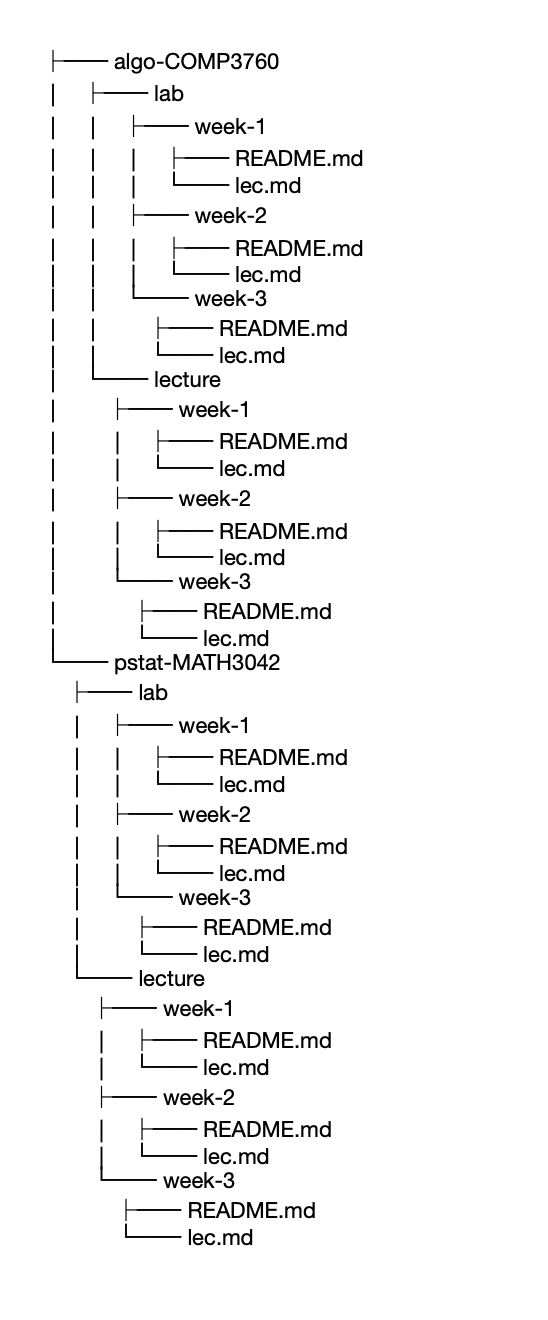 ├── algo-COMP3760
│   ├── lab
│   │   ├── week-1
│   │   │   ├── README.md
│   │   │   └── lec.md
│   │   ├── week-2
│   │   │   ├── README.md
│   │   │   └── lec.md
│   │   └── week-3
│   │       ├── README.md
│   │       └── lec.md
│   └── lecture
│       ├── week-1
│       │   ├── README.md
│       │   └── lec.md
│       ├── week-2
│       │   ├── README.md
│       │   └── lec.md
│       └── week-3
│           ├── README.md
│           └── lec.md
└── pstat-MATH3042
    ├── lab
    │   ├── week-1
    │   │   ├── README.md
    │   │   └── lec.md
    │   ├── week-2
    │   │   ├── README.md
    │   │   └── lec.md
    │   └── week-3
    │       ├── README.md
    │       └── lec.md
    └── lecture
        ├── week-1
        │   ├── README.md
        │   └── lec.md
        ├── week-2
        │   ├── README.md
        │   └── lec.md
        └── week-3
            ├── README.md
            └── lec.md